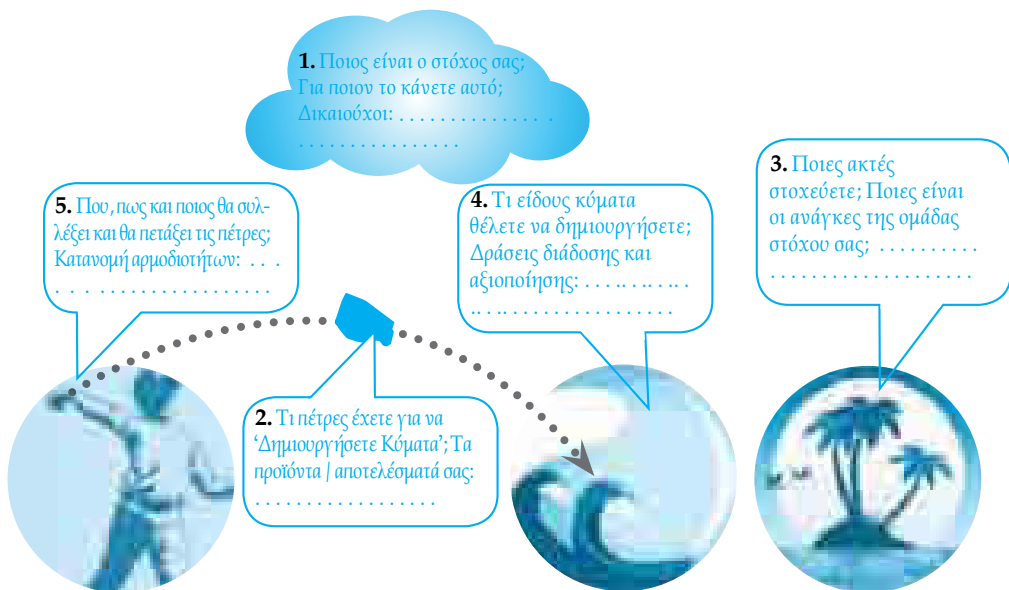 1. Ποιος είναι ο στόχος σας;
Για ποιον το κάνετε αυτό;
Δικαιούχοι: . . . . . . . . . . . . . . .
. . . . . . . . . . . . . . . .
5. Που, πως και ποιος θα συλ-
λέξει και θα πετάξει τις πέτρες;
Κατανομή αρμοδιοτήτων: . . .
. . . . . . . . . . . . . . . . . . . .
2. Τι πέτρες έχετε για να
‘Δημιουργήσετε Κύματα’; Τα
προϊόντα / αποτελέσματά σας:
. . . . . . . . . . . . . . . . . .
4. Τι είδους κύματα
θέλετε να δημιουργήσετε;
Δράσεις διάδοσης και
αξιοποίησης: . . . .. . .. . .. .
.. . .. . . . . . . . . . . . . . . .
3. Ποιες ακτές
στοχεύετε; Ποιες είναι
οι ανάγκες της ομάδας
στόχου σας; . . . . . . . . . .
. . . . . . . . . . . . . . . . . . . .